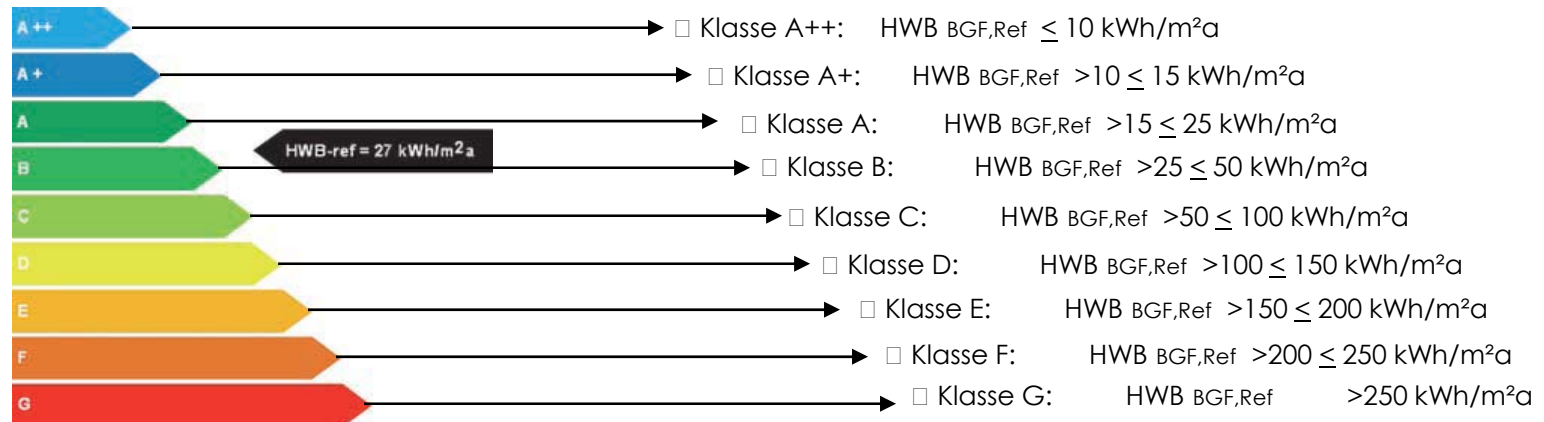 A ++ □ Klasse A++: HWB BGF,Ref ≤ 10 kWh/m²a
A + □ Klasse A+: HWB BGF,Ref >10 ≤ 15 kWh/m²a
A □ Klasse A: HWB BGF,Ref >15 ≤ 25 kWh/m²a
HWB-ref = 27 kWh/m²a
B □ Klasse B: HWB BGF,Ref >25 ≤ 50 kWh/m²a
C □ Klasse C: HWB BGF,Ref >50 ≤ 100 kWh/m²a
D □ Klasse D: HWB BGF,Ref >100 ≤ 150 kWh/m²a
E □ Klasse E: HWB BGF,Ref >150 ≤ 200 kWh/m²a
F □ Klasse F: HWB BGF,Ref >200 ≤ 250 kWh/m²a
G □ Klasse G: HWB BGF,Ref >250 kWh/m²a